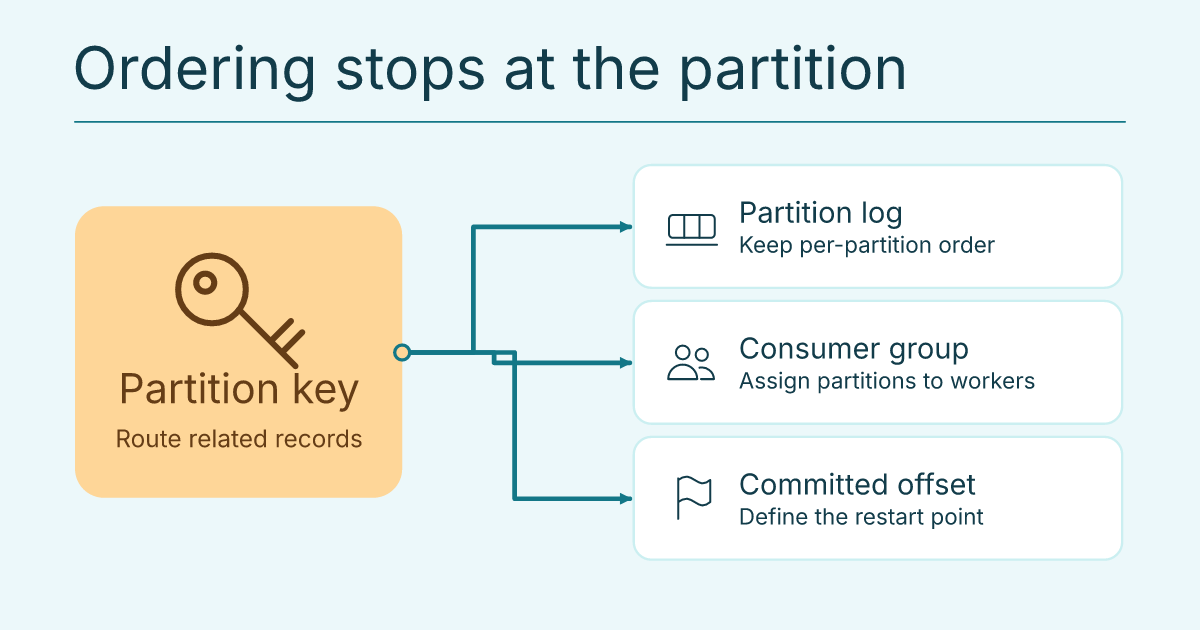 Ordering stops at the partition
Partition key
Route related records
Partition log
Keep per-partition order
Consumer group
Assign partitions to workers
Committed offset
Define the restart point